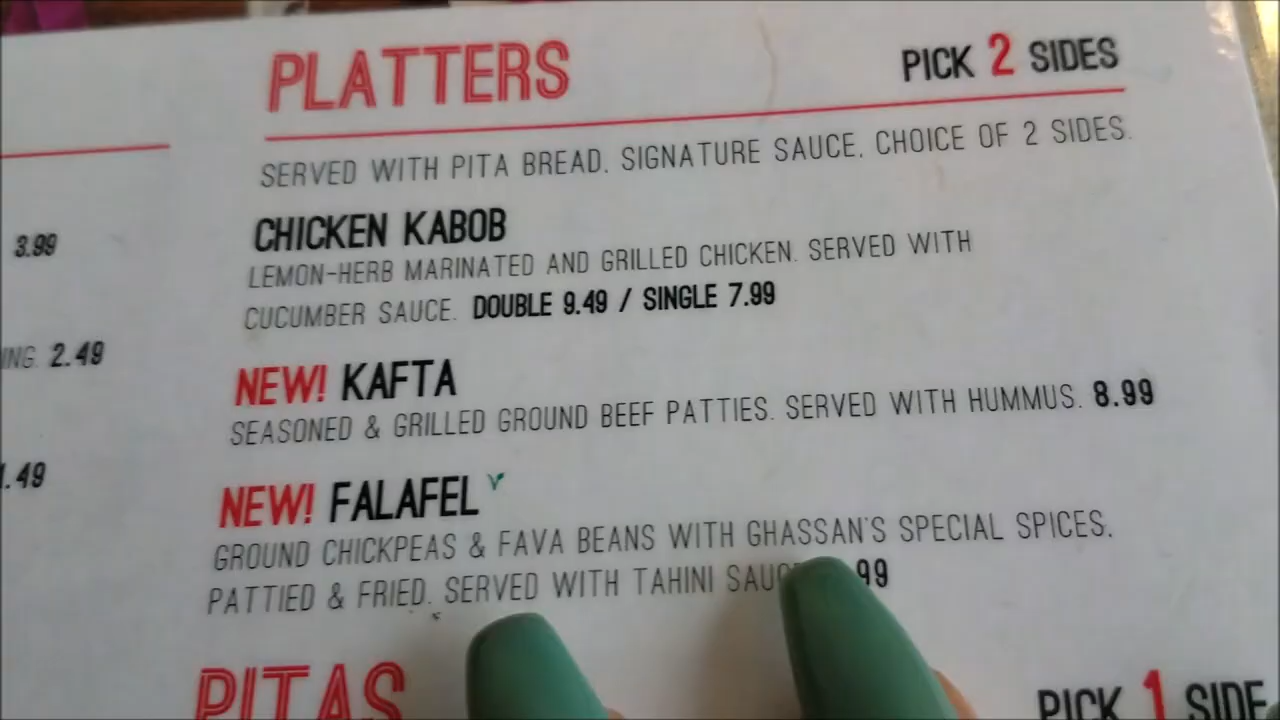 PLATTERS PICK 2 SIDES
SERVED WITH PITA BREAD, SIGNATURE SAUCE, CHOICE OF 2 SIDES.
CHICKEN KABOB
LEMON-HERB MARINATED AND GRILLED CHICKEN. SERVED WITH
3.99
CUCUMBER SAUCE. DOUBLE 9.49 / SINGLE 7.99
2.49
NEW! KAFTA
SEASONED & GRILLED GROUND BEEF PATTIES. SERVED WITH HUMMUS. 8.99
.49
NEW! FALAFEL
GROUND CHICKPEAS & FAVA BEANS WITH GHASSAN'S SPECIAL SPICES,
PATTIED & FRIED. SERVED WITH TAHINI 99
PITAS PICK 1 SIDE